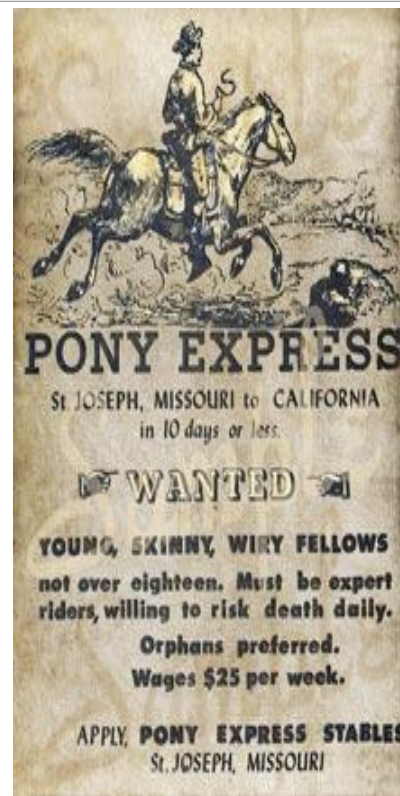 PONY EXPRESS
St JOSEPH, MISSOURI to CALIFORNIA
in 10 days or less.
WANTED
YOUNG, SKINNY, WIRY FELLOWS
not over eighteen. Must be expert
riders, willing to risk death daily.
Orphans preferred.
Wages $25 per week.
APPLY, PONY EXPRESS STABLES
St. JOSEPH, MISSOURI